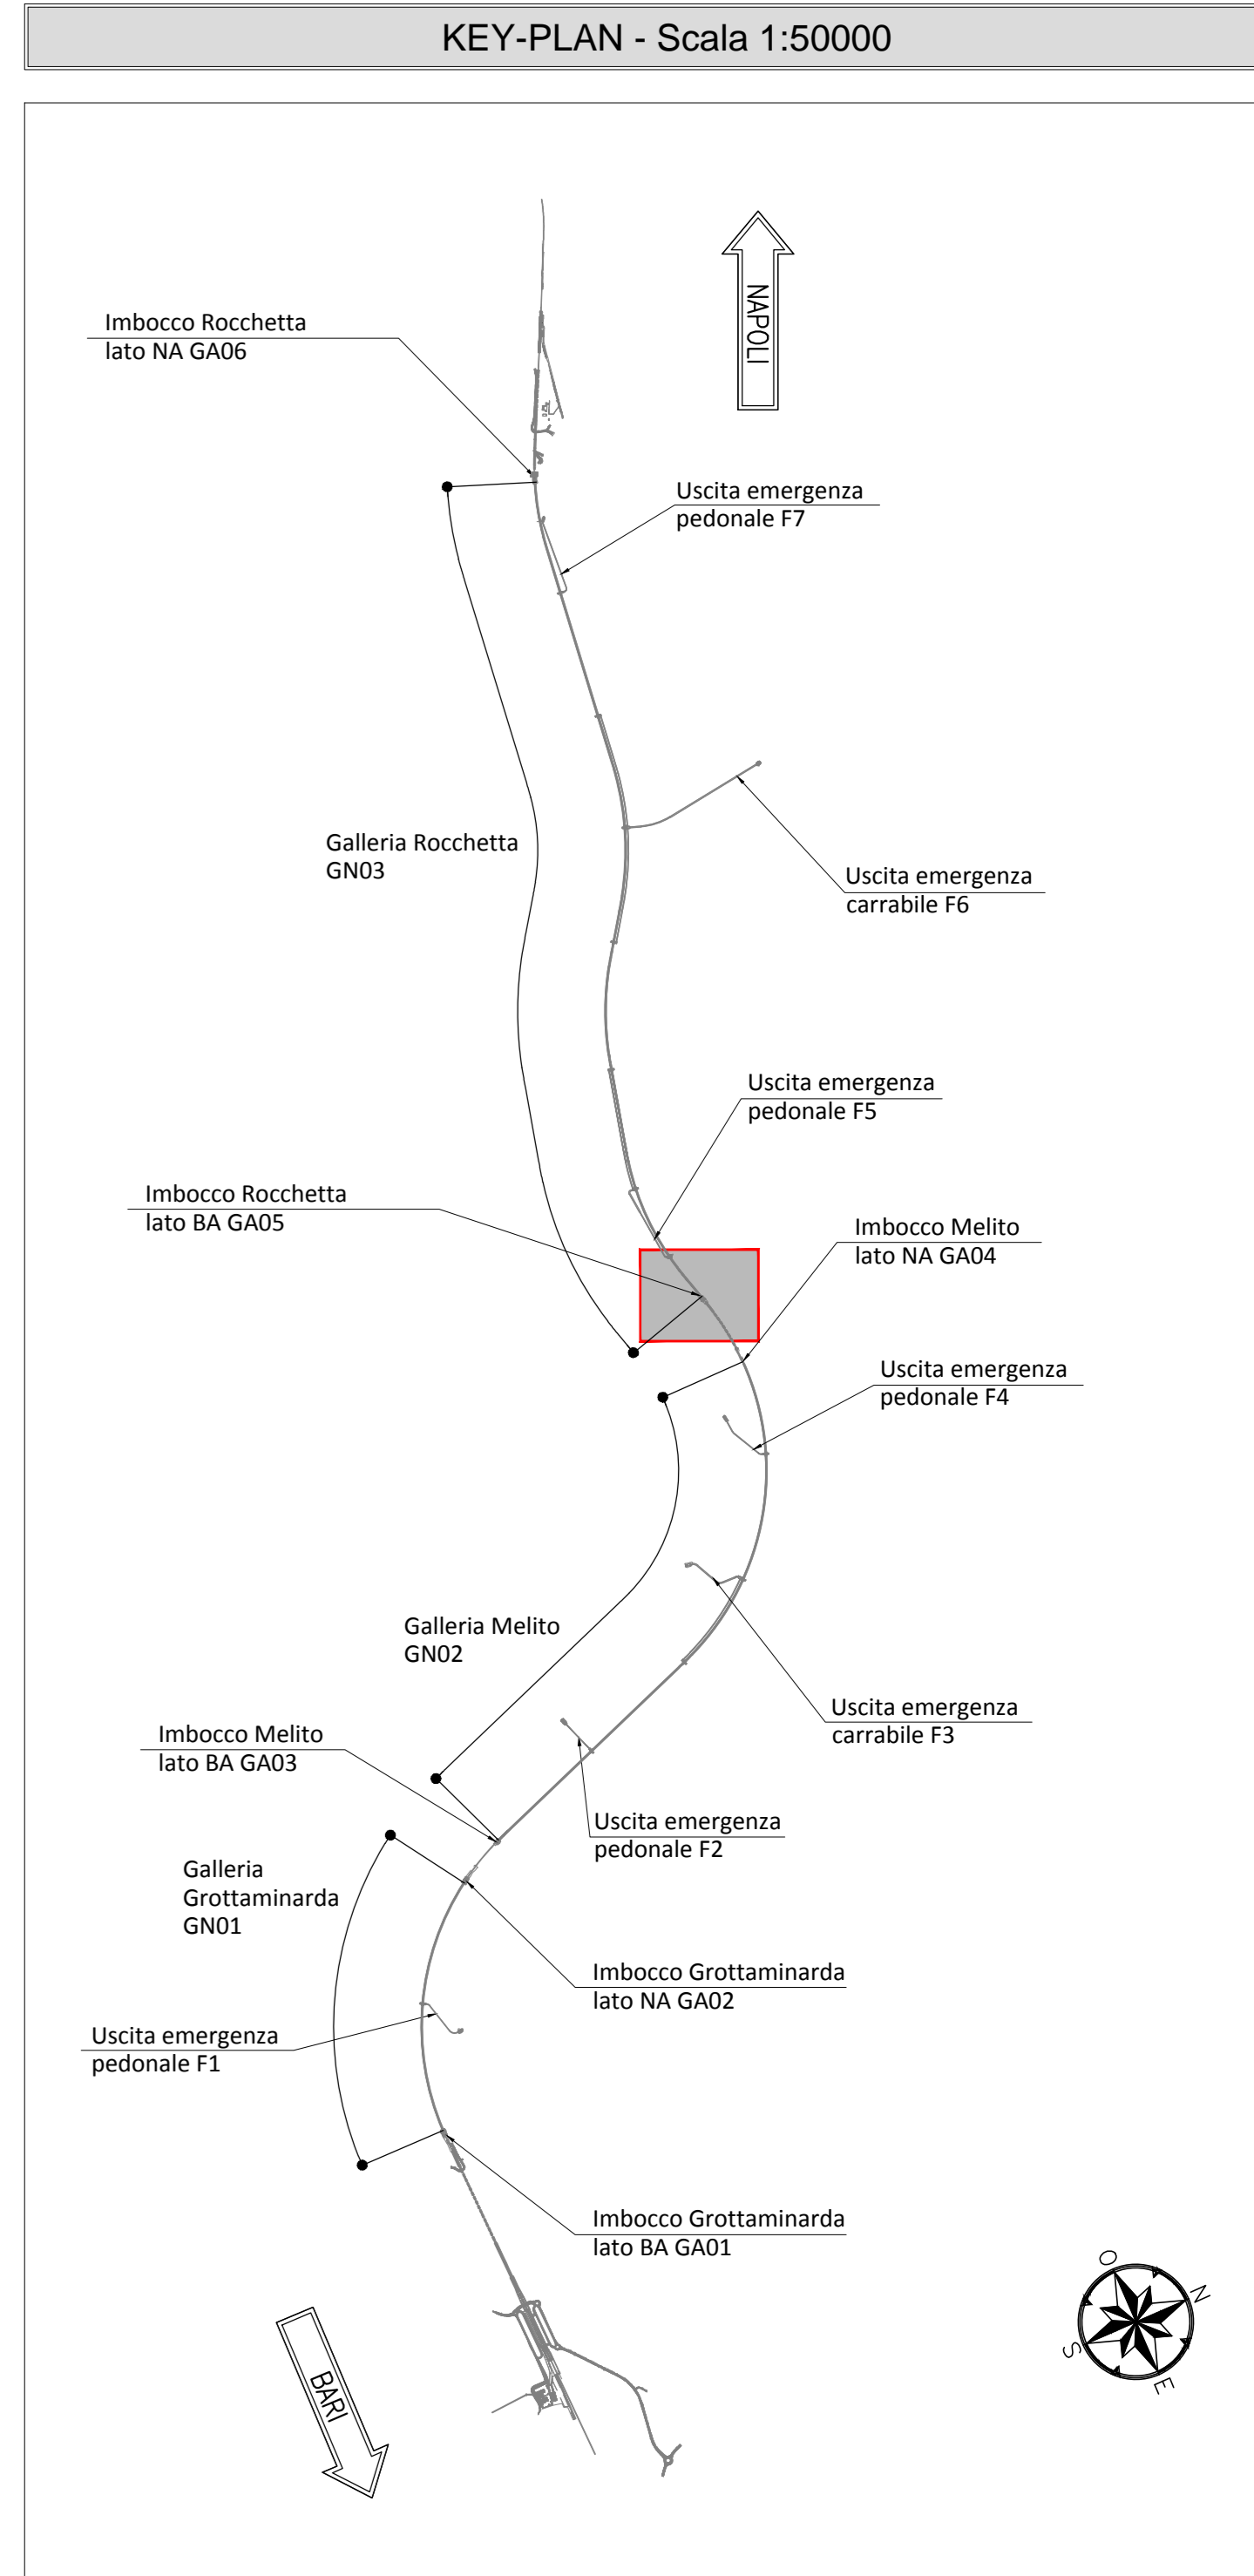 KEY-PLAN - Scala 1:50000
NAPOLI
Imbocco Rocchetta
lato NA GA06
Uscita emergenza
pedonale F7
Galleria Rocchetta
GN03
Uscita emergenza
carrabile F6
Uscita emergenza
pedonale F5
Imbocco Rocchetta
lato BA GA05
Imbocco Melito
lato NA GA04
Uscita emergenza
pedonale F4
Galleria Melito
GN02
Uscita emergenza
carrabile F3
Imbocco Melito
lato BA GA03
Uscita emergenza
pedonale F2
Galleria
Grottaminarda
GN01
Imbocco Grottaminarda
lato NA GA02
Uscita emergenza
pedonale F1
Imbocco Grottaminarda
lato BA GA01
O
N
S
E
BARI